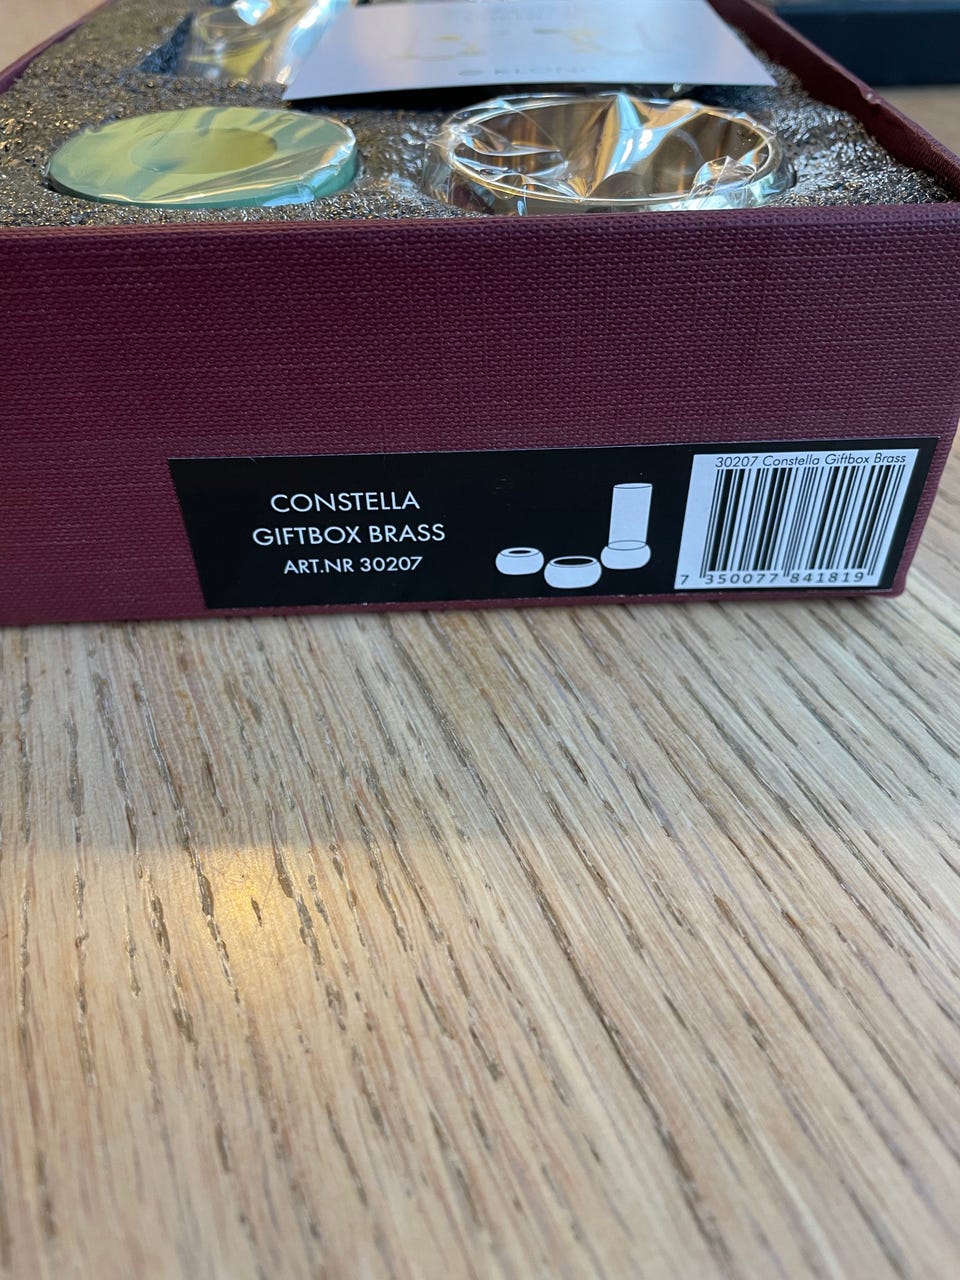 CONSTELLA
GIFTBOX BRASS
ART.NR 30207
30207 Constella Giftbox Brass
7 350077 841819